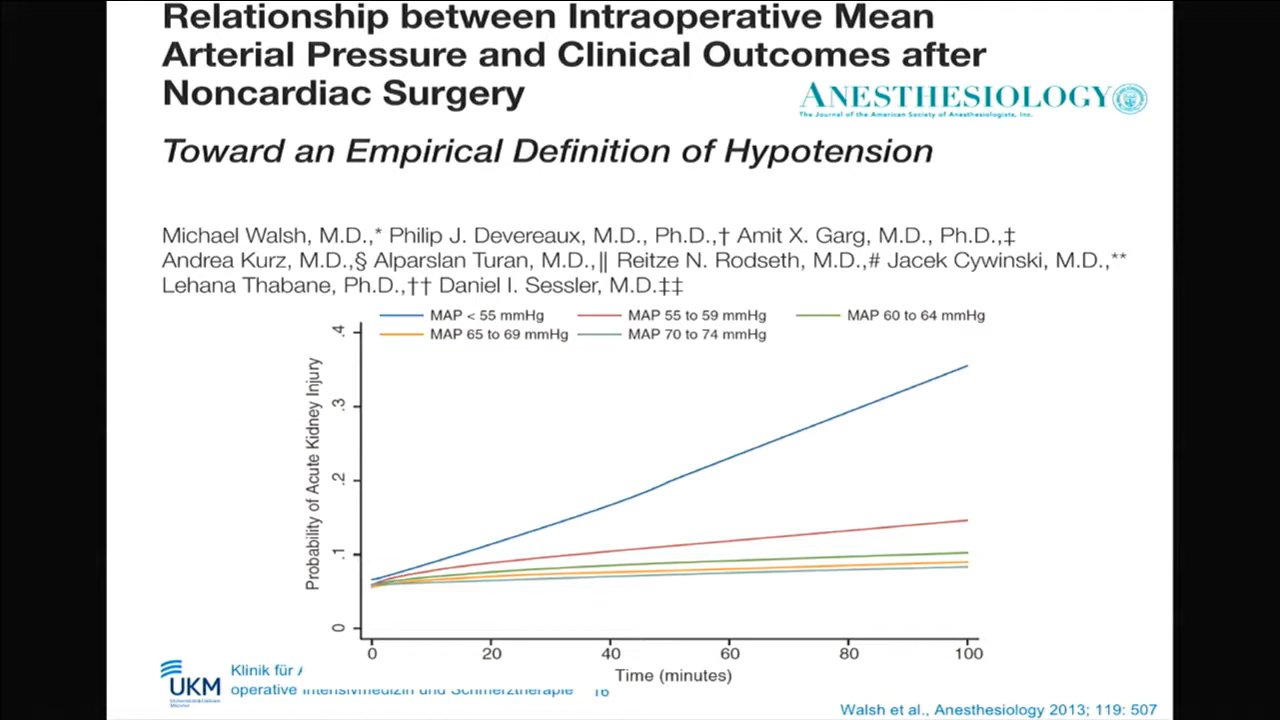 Relationship between Intraoperative Mean
Arterial Pressure and Clinical Outcomes after
Noncardiac Surgery
ANESTHESIOLOGY
The Journal of the American Society of Anesthesiologists, Inc.
Toward an Empirical Definition of Hypotension
Michael Walsh, M.D.,* Philip J. Devereaux, M.D., Ph.D.,† Amit X. Garg, M.D., Ph.D.,‡
Andrea Kurz, M.D.,§ Alparslan Turan, M.D.,|| Reitze N. Rodseth, M.D.,# Jacek Cywinski, M.D.,**
Lehana Thabane, Ph.D.,†† Daniel I. Sessler, M.D.‡‡
MAP < 55 mmHg MAP 55 to 59 mmHg MAP 60 to 64 mmHg
MAP 65 to 69 mmHg MAP 70 to 74 mmHg
Probability of Acute Kidney Injury
.4
.3
.2
.1
0
0 20 40 60 80 100
Time (minutes)
UKM
Klinik für
operative Intensivmedizin und Schmerztherapie 16
Walsh et al., Anesthesiology 2013; 119: 507